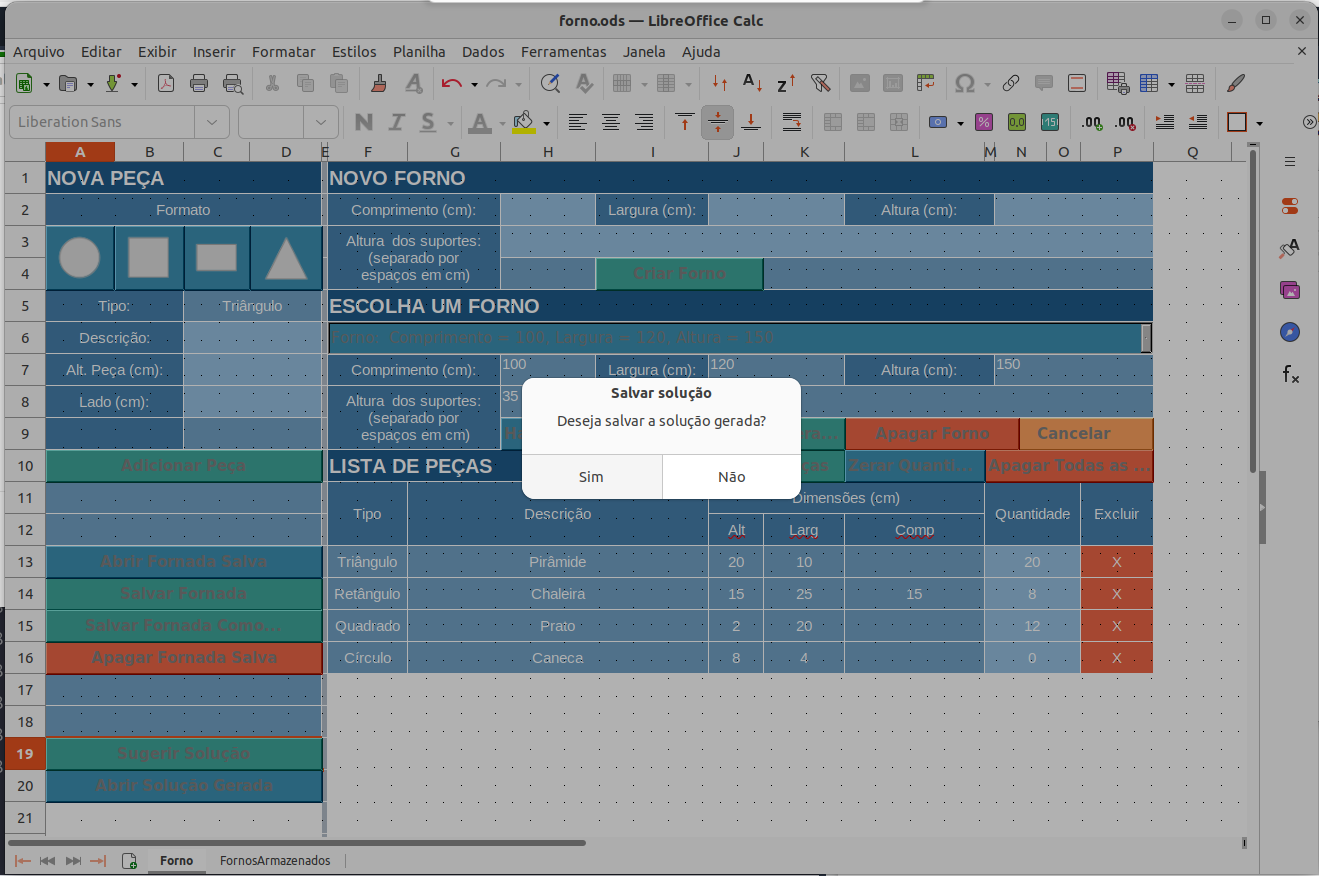 forno.ods — LibreOffice Calc
Arquivo Editar Exibir Inserir Formatar Estilos Planilha Dados Ferramentas Janela Ajuda
Liberation Sans
A B C D E F G H I J K L M N O P Q
1 NOVA PEÇA NOVO FORNO
2 Formato Comprimento (cm): Largura (cm): Altura (cm):
3 Altura dos suportes:
(separado por
4 espaços em cm) Criar Forno
5 Tipo: Triângulo ESCOLHA UM FORNO
6 Descrição: Forno: Comprimento = 100, Largura = 120, Altura = 150
7 Alt. Peça (cm): Comprimento (cm): 100 Largura (cm): 120 Altura (cm): 150
8 Lado (cm): Altura dos suportes: 35
(separado por
9 espaços em cm) Apagar Forno Cancelar
10 Adicionar Peça LISTA DE PEÇAS Zerar Quanti... Apagar Todas as ...
Salvar solução
Deseja salvar a solução gerada?
Sim Não
11 Tipo Descrição Dimensões (cm) Quantidade Excluir
12 Alt Larg Comp
13 Abrir Fornada Salva Triângulo Pirâmide 20 10 20 X
14 Salvar Fornada Retângulo Chaleira 15 25 15 8 X
15 Salvar Fornada Como... Quadrado Prato 2 20 12 X
16 Apagar Fornada Salva Círculo Caneca 8 4 0 X
17
18
19 Sugerir Solução
20 Abrir Solução Gerada
21
Forno FornosArmazenados